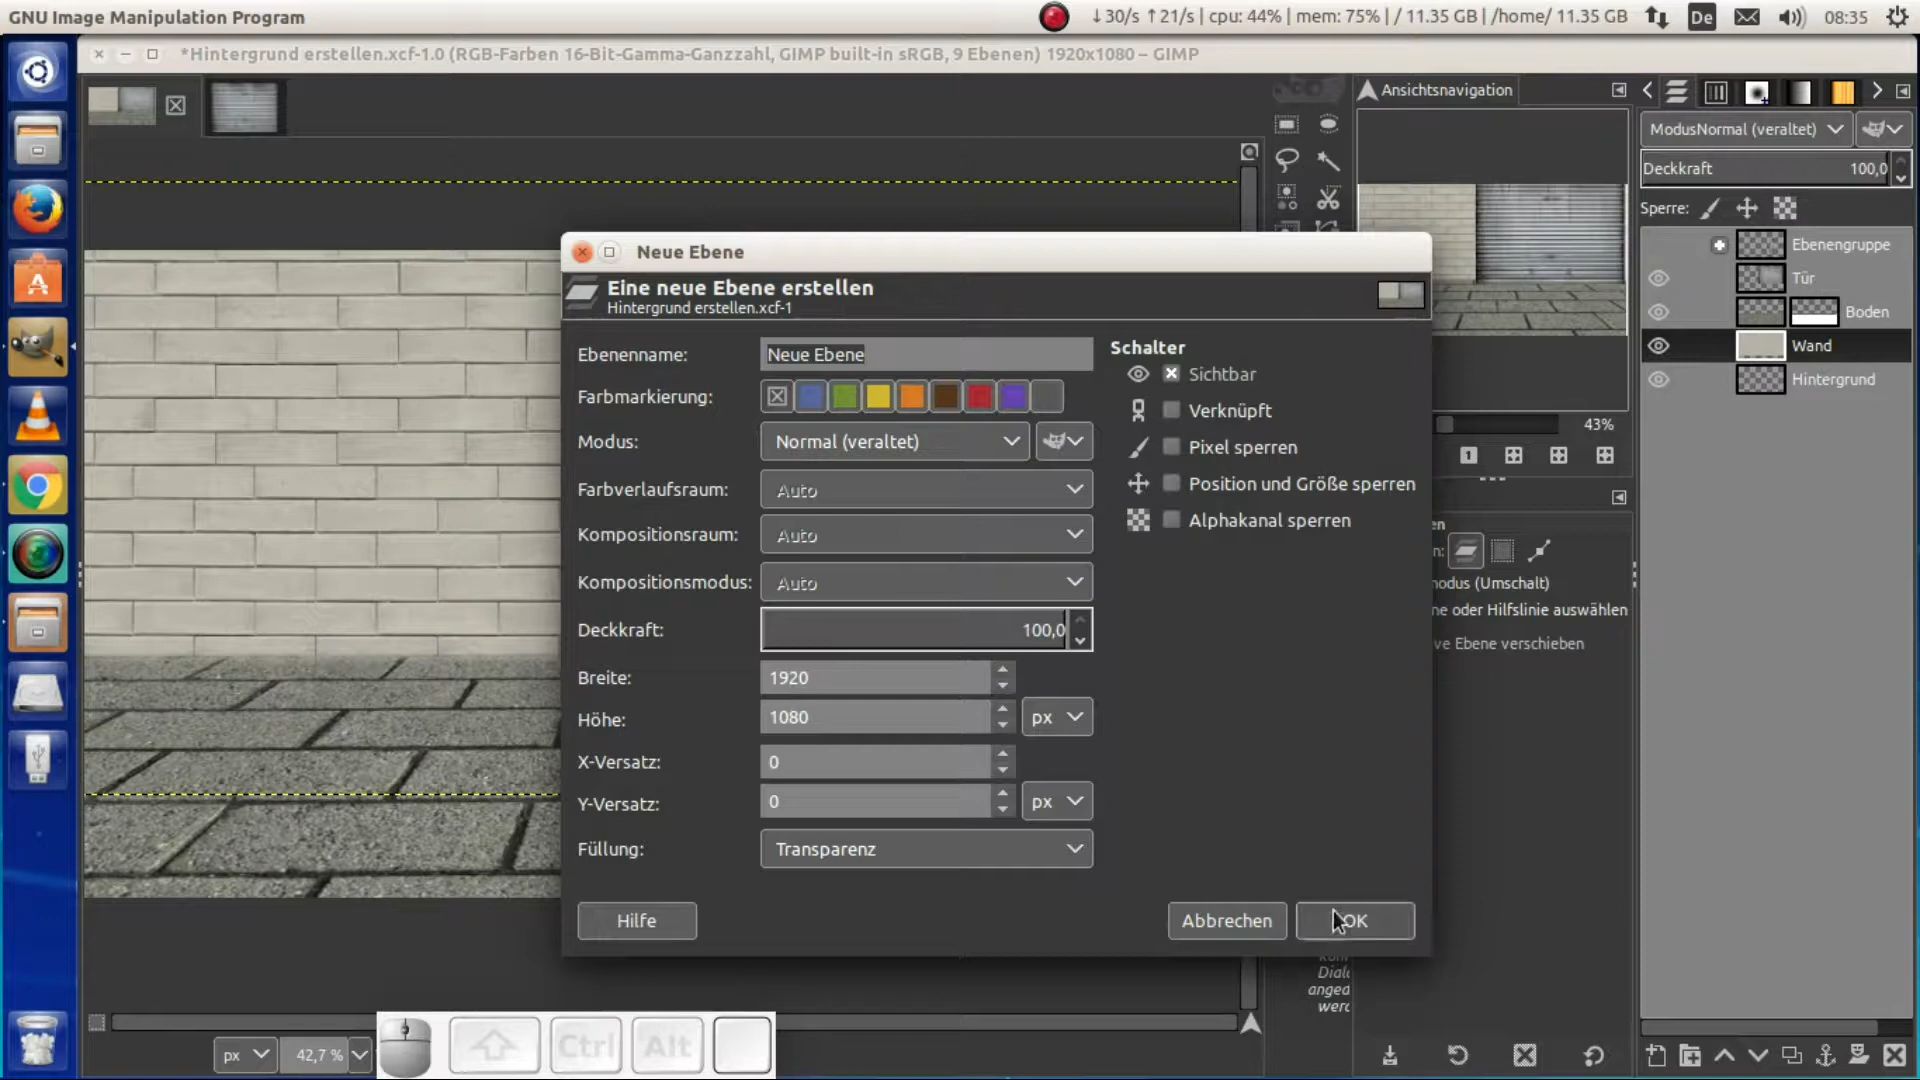 GNU Image Manipulation Program
↓30/s ↑21/s | cpu: 44% | mem: 75% | / 11.35 GB | /home/ 11.35 GB
De
08:35
*Hintergrund erstellen.xcf-1.0 (RGB-Farben 16-Bit-Gamma-Ganzzahl, GIMP built-in sRGB, 9 Ebenen) 1920x1080 – GIMP
Ansichtsnavigation
43%
1
ModusNormal (veraltet)
Deckkraft 100,0
Sperre:
Ebenengruppe
Tür
Boden
Wand
Hintergrund
Neue Ebene
Eine neue Ebene erstellen
Hintergrund erstellen.xcf-1
Ebenenname: Neue Ebene
Farbmarkierung:
Modus: Normal (veraltet)
Farbverlaufsraum: Auto
Kompositionsraum: Auto
Kompositionsmodus: Auto
Deckkraft: 100,0
Breite: 1920
Höhe: 1080 px
X-Versatz: 0
Y-Versatz: 0 px
Füllung: Transparenz
Schalter
Sichtbar
Verknüpft
Pixel sperren
Position und Größe sperren
Alphakanal sperren
Hilfe
Abbrechen
OK
en
n:
nodus (Umschalt)
ne oder Hilfslinie auswählen
ve Ebene verschieben
Dialo
anged
were
px
42,7 %
Ctrl
Alt